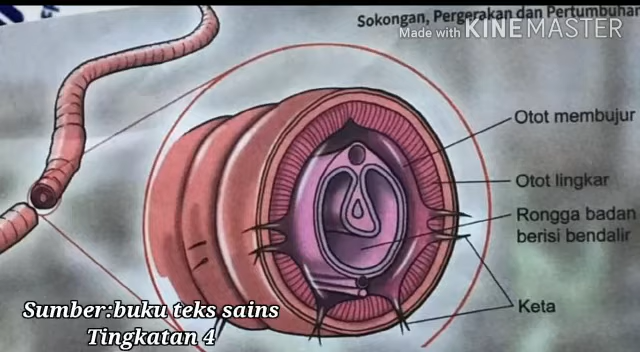 Sokongan, Pergerakan dan Pertumbuhan
Made with KINEMASTER
Otot membujur
Otot lingkar
Rongga badan
berisi bendalir
Keta
Sumber:buku teks sains
Tingkatan 4